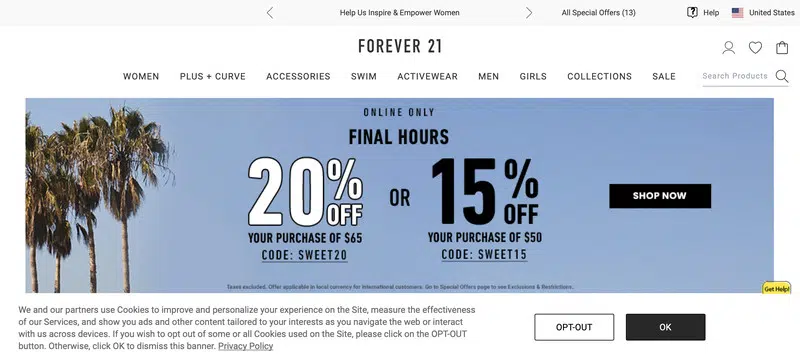 Help Us Inspire & Empower Women
All Special Offers (13)
Help
United States
FOREVER 21
WOMEN
PLUS + CURVE
ACCESSORIES
SWIM
ACTIVEWEAR
MEN
GIRLS
COLLECTIONS
SALE
Search Products
ONLINE ONLY
FINAL HOURS
20% OFF
YOUR PURCHASE OF $65
CODE: SWEET20
OR
15% OFF
YOUR PURCHASE OF $50
CODE: SWEET15
SHOP NOW
Taxes excluded. Offer applicable in local currency for international customers. Go to Special Offers page to see Exclusions & Restrictions.
Get Help!
We and our partners use Cookies to improve and personalize your experience on the Site, measure the effectiveness
of our Services, and show you ads and other content tailored to your interests as you navigate the web or interact
with us across devices. If you wish to opt out of some or all Cookies used on the Site, please click on the OPT-OUT
button. Otherwise, click OK to dismiss this banner. Privacy Policy
OPT-OUT
OK